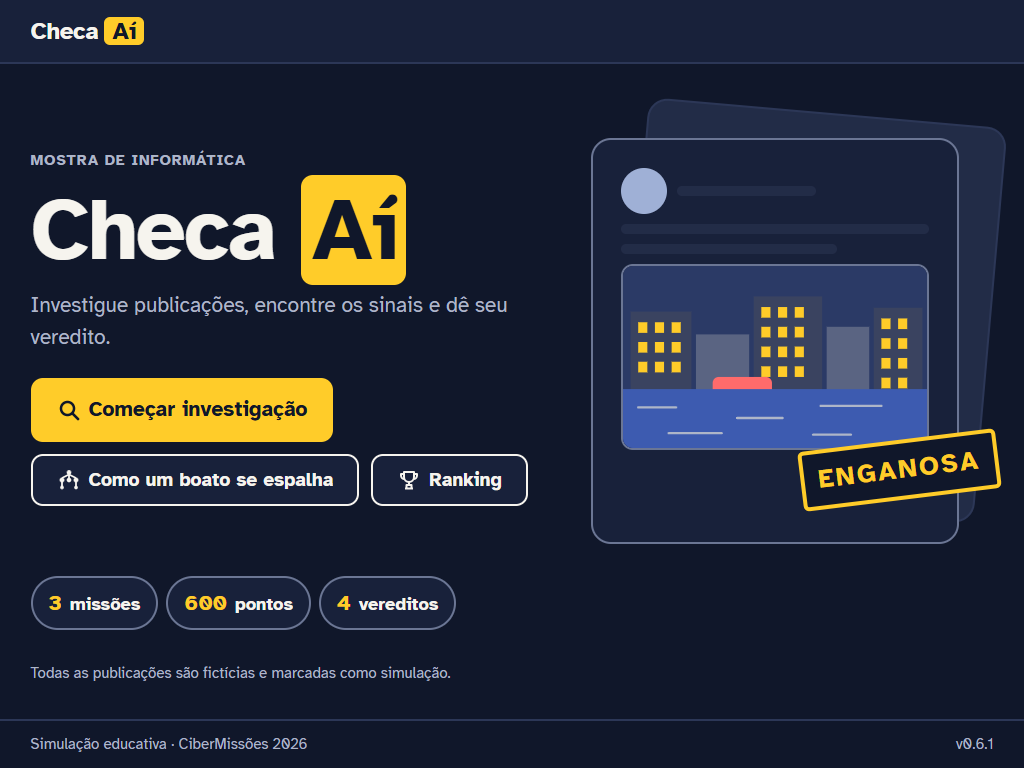 Checa Aí
MOSTRA DE INFORMÁTICA
Checa Aí
Investigue publicações, encontre os sinais e dê seu
veredito.
Começar investigação
Como um boato se espalha
Ranking
ENGANOSA
3 missões
600 pontos
4 vereditos
Todas as publicações são fictícias e marcadas como simulação.
Simulação educativa · CiberMissões 2026
v0.6.1